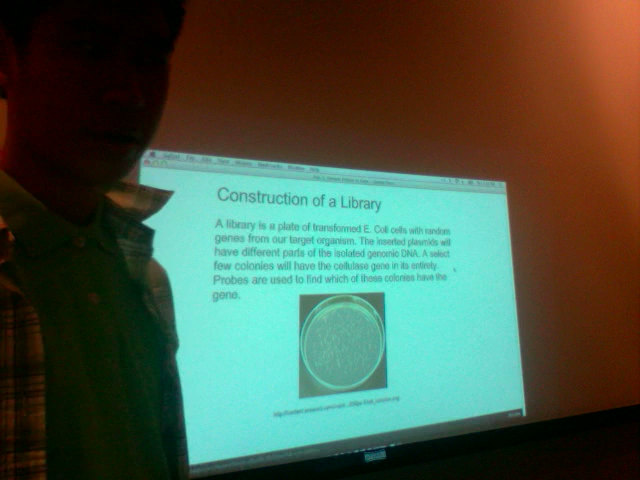 Construction of a Library
A library is a plate of transformed E. Coli cells with random
genes from our target organism. The inserted plasmids will
have different parts of the isolated genomic DNA. A select
few colonies will have the cellulase gene in its entirety.
Probes are used to find which of those colonies have the
gene.